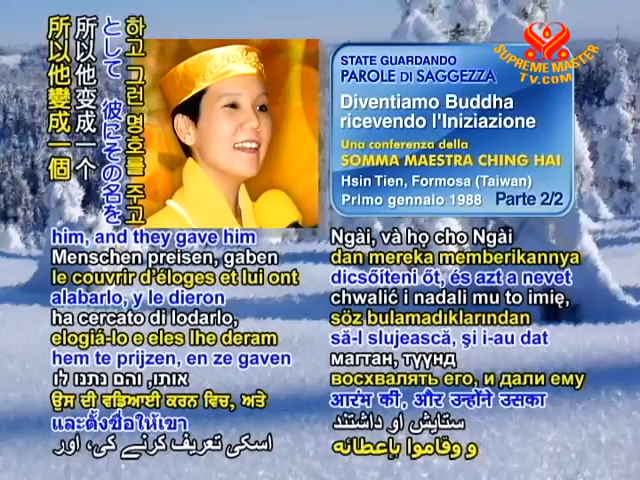 하고 그런 명호를 주고
として 彼にその名を
所以他变成一个
所以他變成一個
SUPREME MASTER
TV.COM
STATE GUARDANDO
PAROLE DI SAGGEZZA
Diventiamo Buddha
ricevendo l'Iniziazione
Una conferenza della
SOMMA MAESTRA CHING HAI
Hsin Tien, Formosa (Taiwan)
Primo gennaio 1988 Parte 2/2
him, and they gave him
Menschen preisen, gaben
le couvrir d'éloges et lui ont
alabarlo, y le dieron
ha cercato di lodarlo,
elogiá-lo e eles lhe deram
hem te prijzen, en ze gaven
אותו, והם נתנו לו
ਉਸ ਦੀ ਵਡਿਆਈ ਕਰਨ ਵਿਚ, ਅਤੇ
และตั้งชื่อให้เขา
اسکی تعریف کرنے کی، اور
Ngài, và họ cho Ngài
dan mereka memberikannya
dicsőíteni őt, és azt a nevet
chwalić i nadali mu to imię,
söz bulamadıklarından
să-l slujească, şi i-au dat
магтан, түүнд
восхвалять его, и дали ему
आरंभ की, और उन्होंने उसका
ستایش او داشتند
و وقاموا بإعطائه